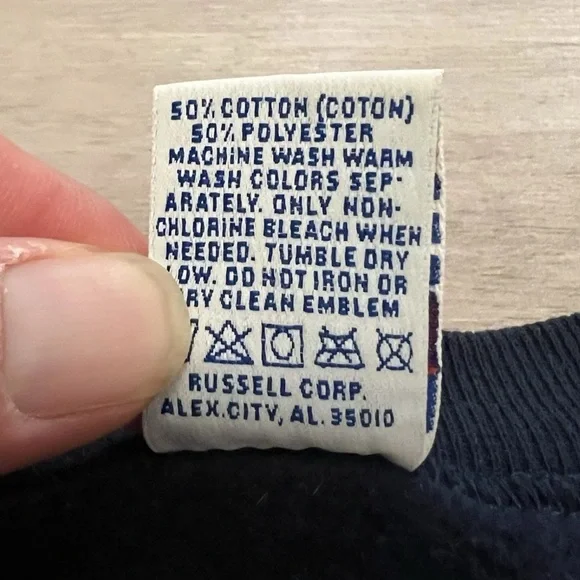 50% COTTON (COTON)
50% POLYESTER
MACHINE WASH WARM
WASH COLORS SEP-
ARATELY. ONLY NON-
CHLORINE BLEACH WHEN
NEEDED. TUMBLE DRY
LOW. DO NOT IRON OR
DRY CLEAN EMBLEM
RUSSELL CORP.
ALEX.CITY, AL. 35010